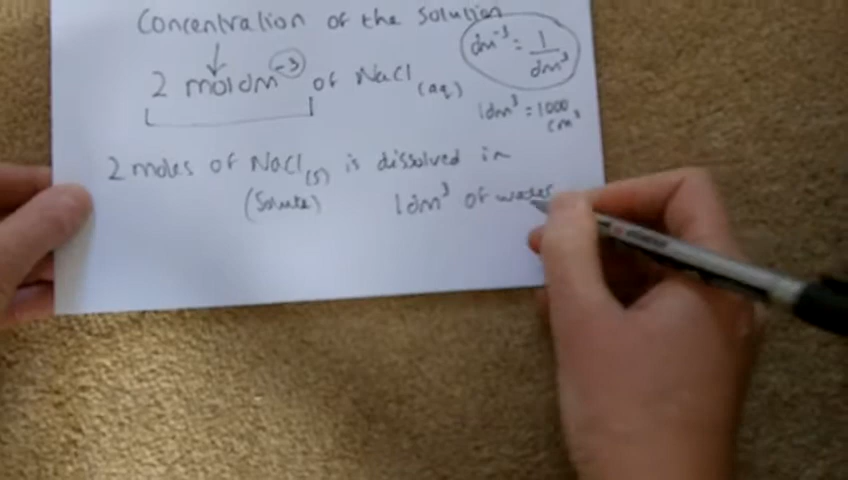 Concentration of the Solution
dm⁻³ = 1/dm³
2 moldm⁻³ of NaCl (aq)
1dm³ = 1000 cm³
2 moles of NaCl(s) is dissolved in
(Solute) 1dm³ of water